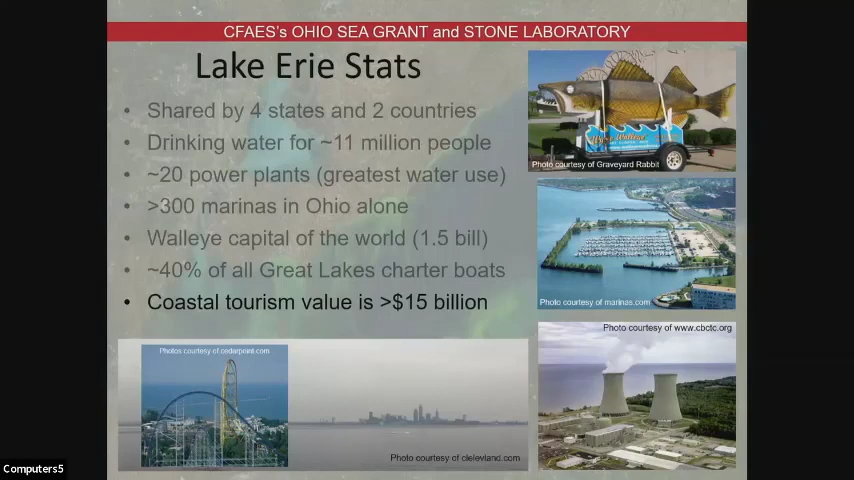 CFAES's OHIO SEA GRANT and STONE LABORATORY
Lake Erie Stats
• Shared by 4 states and 2 countries
• Drinking water for ~11 million people
• ~20 power plants (greatest water use)
• >300 marinas in Ohio alone
• Walleye capital of the world (1.5 bill)
• ~40% of all Great Lakes charter boats
• Coastal tourism value is >$15 billion
Photo courtesy of Graveyard Rabbit
Photo courtesy of marinas.com
Photo courtesy of www.cbctc.org
Photos courtesy of cedarpoint.com
Photo courtesy of clelevland.com
Computers5